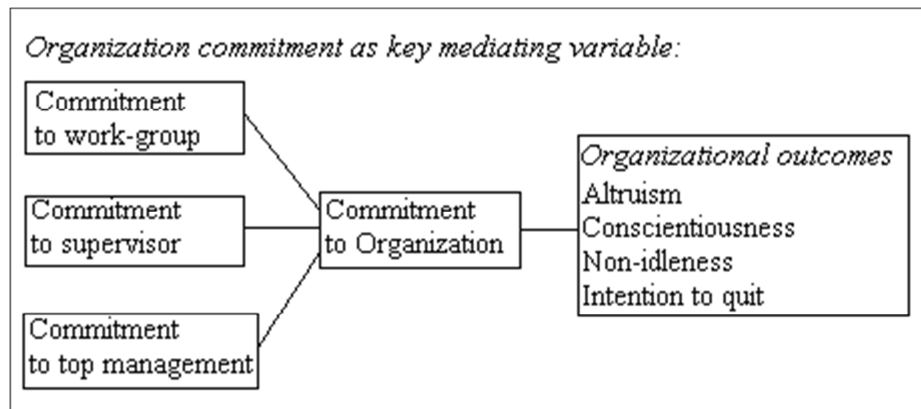 Organization commitment as key mediating variable:
Commitment
to work-group
Commitment
to supervisor
Commitment
to top management
Commitment
to Organization
Organizational outcomes
Altruism
Conscientiousness
Non-idleness
Intention to quit